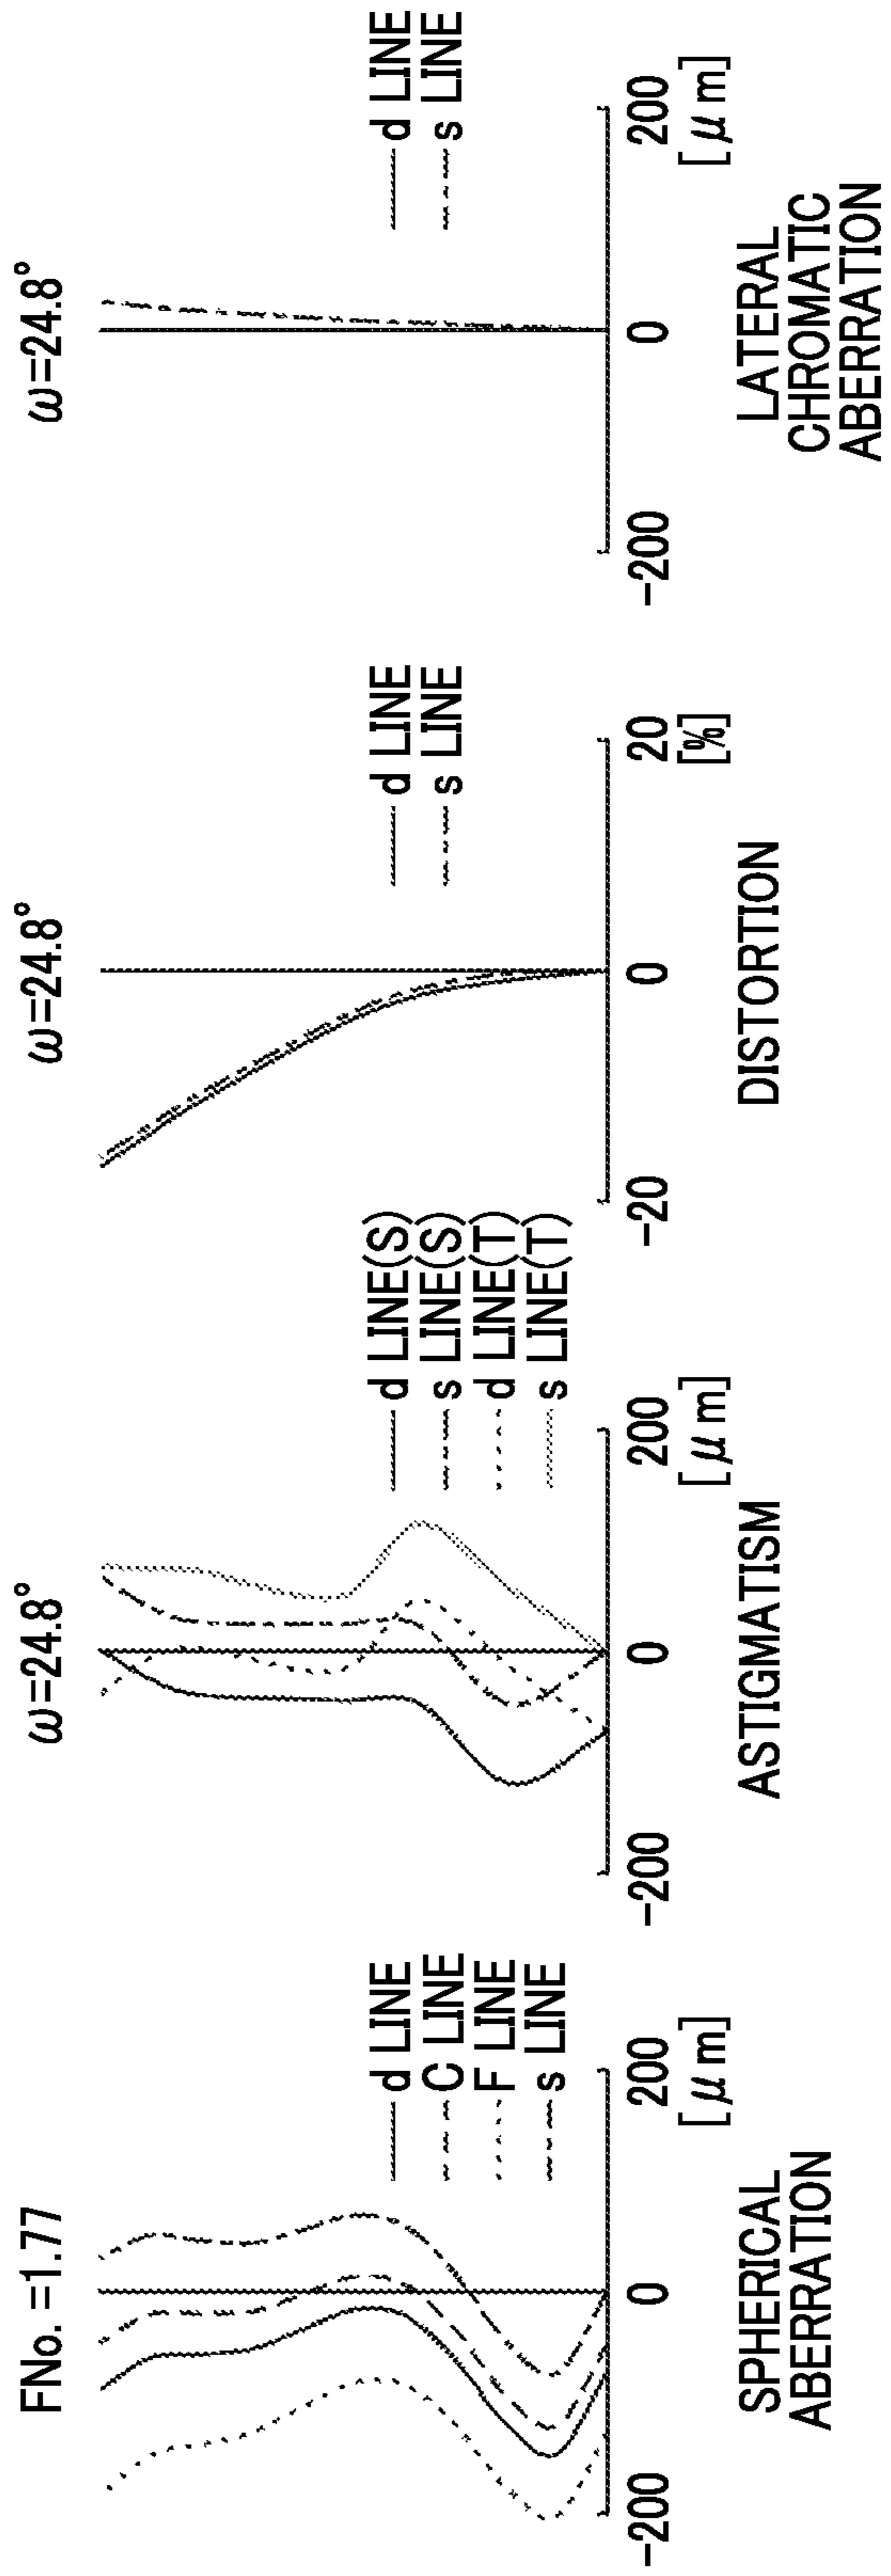 FNo. =1.77
d LINE
C LINE
F LINE
s LINE
-200
0
200
[μm]
SPHERICAL
ABERRATION
ω=24.8°
d LINE(S)
s LINE(S)
d LINE(T)
s LINE(T)
-200
0
200
[μm]
ASTIGMATISM
ω=24.8°
d LINE
s LINE
-20
0
20
[%]
DISTORTION
ω=24.8°
d LINE
s LINE
-200
0
200
[μm]
LATERAL
CHROMATIC
ABERRATION